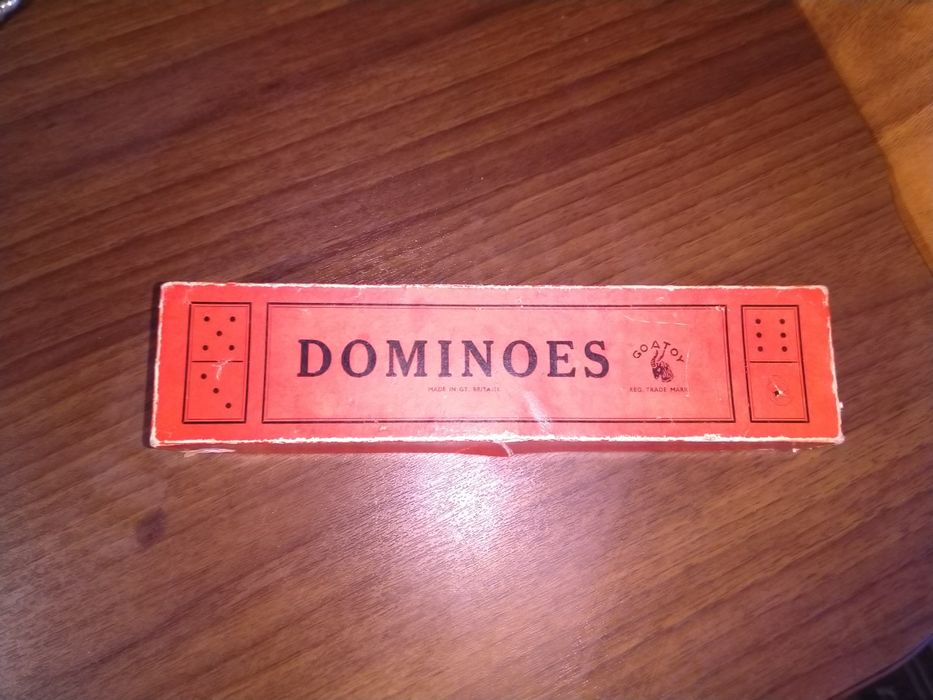 DOMINOES
MADE IN GT. BRITAIN
GOATOY
REG. TRADE MARK